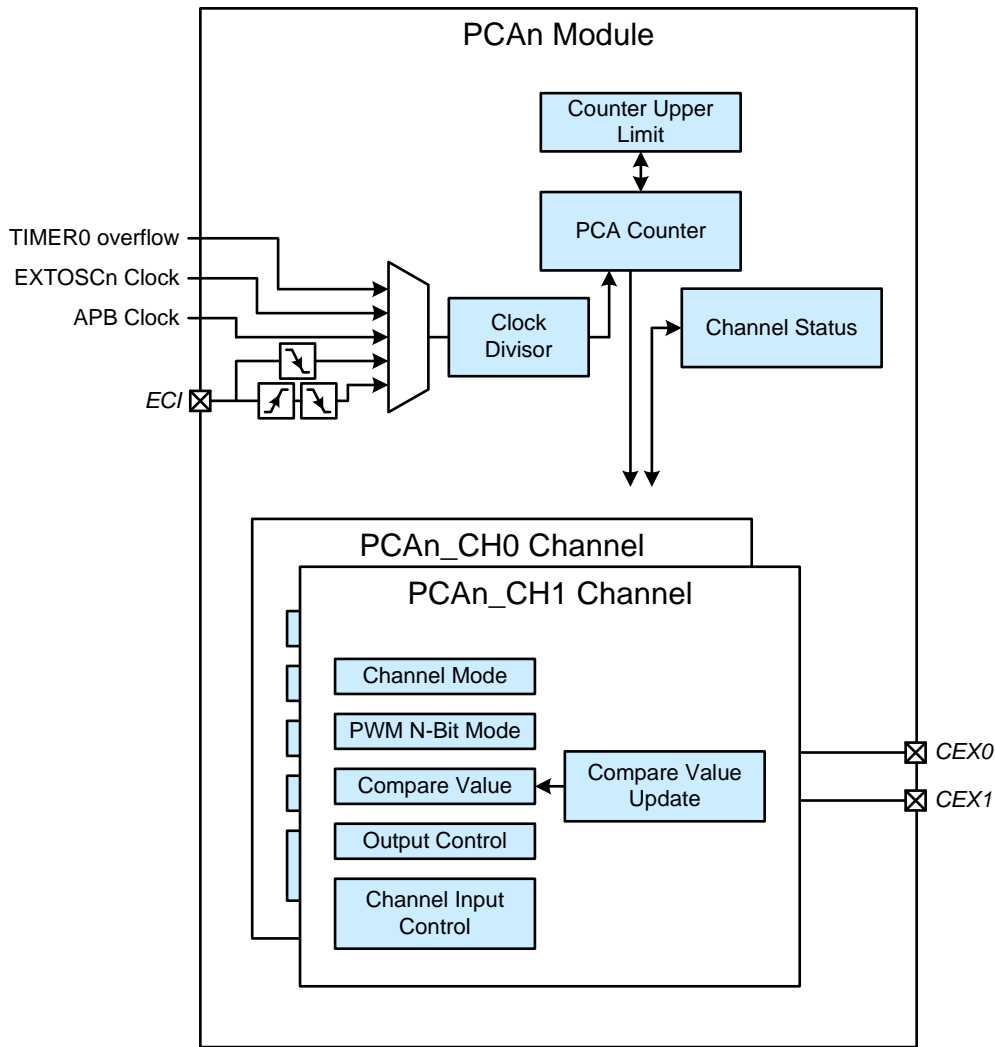 PCAn Module
Counter Upper
Limit
PCA Counter
TIMER0 overflow
EXTOSCn Clock
APB Clock
ECI
Clock
Divisor
Channel Status
PCAn_CH0 Channel
PCAn_CH1 Channel
Channel Mode
PWM N-Bit Mode
Compare Value
Compare Value
Update
Output Control
Channel Input
Control
CEX0
CEX1